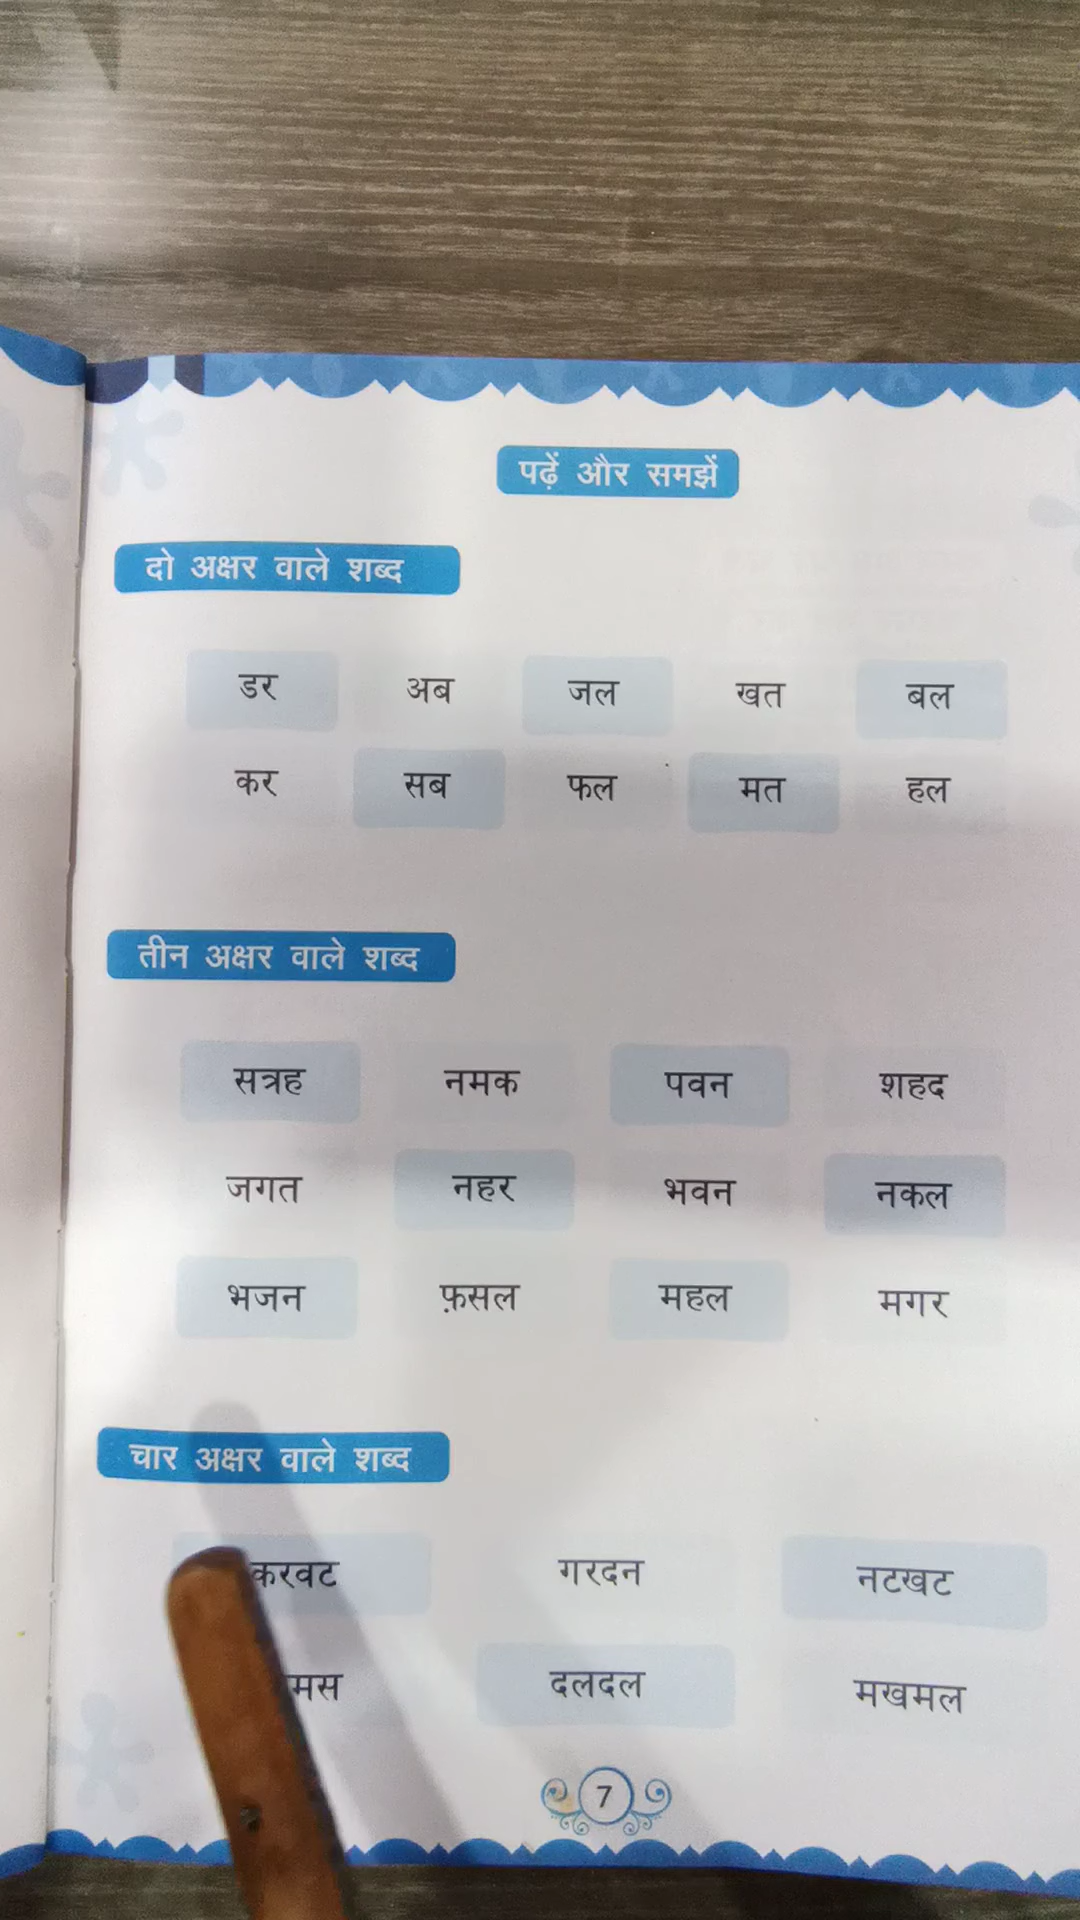 पढ़ें और समझें
दो अक्षर वाले शब्द
डर अब जल खत बल
कर सब फल मत हल
तीन अक्षर वाले शब्द
सत्रह नमक पवन शहद
जगत नहर भवन नकल
भजन फ़सल महल मगर
चार अक्षर वाले शब्द
करवट गरदन नटखट
दलदल मखमल
7